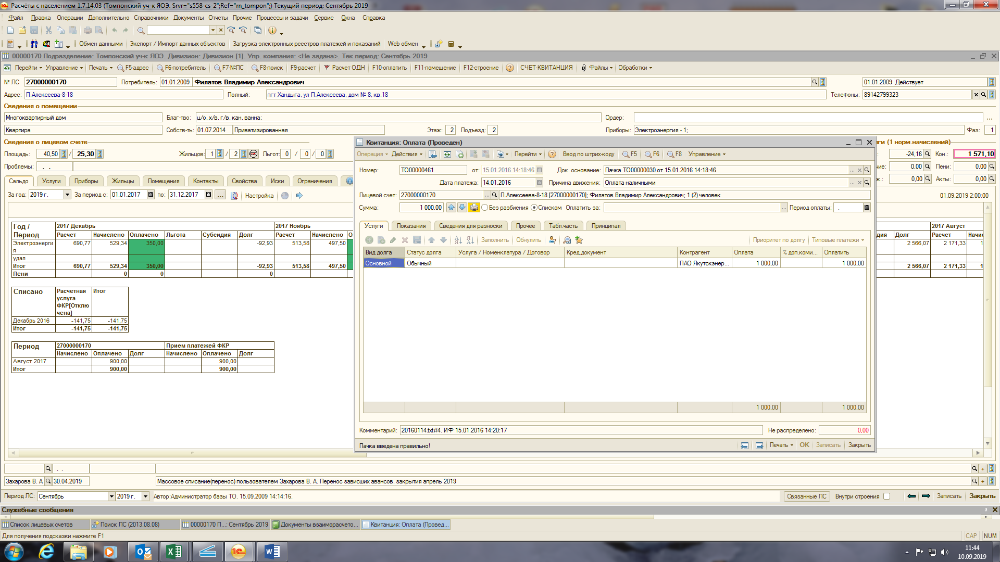 Расчёты с населением 1.7.14.03 (Томпонский уч-к ЯОЭ. Srvr="s558-cs-2";Ref="rn_tompon";) Текущий период: Сентябрь 2019
Файл Правка Операции Дополнительно Справочники Документы Отчеты Прочие Процессы и задачи Сервис Окна Справка
Обмен данными Экспорт / Импорт данных объектов Загрузка электронных реестров платежей и показаний Web обмен
00000170 Подразделение: Томпонский уч-к ЯОЭ. Дивизион: Дивизион [1]. Упр. компания: <Не задана>. Тек период: Сентябрь 2019
Перейти Управление Печать F5-адрес F6-потребитель F7-№ЛС F8-поиск F9-расчет Расчет ОДН F10-оплатить F11-помещение F12-строение СЧЕТ-КВИТАНЦИЯ Файлы Обработки
№ ЛС 27000000170 Потребитель: 01.01.2009 Филатов Владимир Александрович 01.01.2009 Действует
Адрес: П.Алексеева-8-18 Полный: пгт Хандыга, ул П.Алексеева, дом № 8, кв.18 Телефоны: 89142799323
Сведения о помещении
Многоквартирный дом Благ-тво: ц/о, х/в, г/в, кан, ванна; Ордер: ...
Квартира Собств-ть: 01.07.2014 Приватизированная Этаж: 2 Подъезд: 2 Приборы: Электроэнергия - 1; Фаз: 1
Сведения о лицевом счете
Площадь: 40,50 / 25,30 Жильцов: 1 / 2 Льгот: 0 / 0 / 0
Проблемы: . .
ги (1 норм.начислений)
: -24,16 Кон.: 1 571,10
ние: 0,00 Пени: 0,00
ж.: 0,00 Акты: 0,00
Сальдо Услуги Приборы Жильцы Помещения Контакты Свойства Иски Ограничения
За год: 2019 г. За период с: 01.01.2017 по: 31.12.2017 ... Настройка
01.09.2019 2:00:00
Год / Период 2017 Декабрь 2017 Ноябрь
Расчет Начислено Оплачено Льгота Субсидия Долг Расчет Начислено О
Электроэнергия 690,77 529,34 350,00 -92,93 513,58 497,50
удал
Итог 690,77 529,34 350,00 -92,93 513,58 497,50
Пени 0 0 0 0
2017 Август
дия Долг Расчет Начис
2 566,07 2 171,33 1
2 566,07 2 171,33 1
Списано Расчетная услуга ФКР[Отключена] Итог
Декабрь 2016 -141,75 -141,75
Итог -141,75 -141,75
Период 27000000170 Прием платежей ФКР
Начислено Оплачено Долг Начислено Оплачено Долг
Август 2017 900,00 900,00
Итог 900,00 900,00
Квитанция: Оплата (Проведен)
Операция Действия Перейти Ввод по штрих-коду F5 F6 F8 Управление
Номер: ТО00000461 от: 15.01.2016 14:18:46 Док. основание: Пачка ТО00000030 от 15.01.2016 14:18:46
Дата платежа: 14.01.2016 Причина движения: Оплата наличными
Лицевой счет: 27000000170 П.Алексеева-8-18 [27000000170]; Филатов Владимир Александрович; 1 (2) человек
Сумма: 1 000,00 Без разбиения Списком Оплатить за: Период оплаты: .
Услуги Показания Сведения для разноски Прочее Табл.часть Принципал
Заполнить Обнулить Приоритет по долгу Типовые платежи
Вид долга Статус долга Услуга / Номенклатура / Договор Кред.документ Контрагент Оплата % доп.коми... Оплатить
Основной Обычный ПАО Якутскэнер... 1 000,00 1 000,00
1 000,00 1 000,00
Комментарий: 20160114.txt#4. ИФ 15.01.2016 14:20:17 Не распределено: 0,00
Пачка введена правильно! Печать OK Записать Закрыть
. .
Захарова В. А 30.04.2019 Массовое списание(перенос) пользователем Захарова В. А. Перенос зависших авансов. закрытия апрель 2019
Период ЛС: Сентябрь 2019 г. Автор:Администратор базы ТО. 15.09.2009 14:14:16. Связанные ЛС Внутри строения Записать Закрыть
Служебные сообщения
Список лицевых счетов Поиск ЛС (2013.08.08) 00000170 П...: Сентябрь 2019 Документы взаиморасчето... Квитанция: Оплата (Провед...
Для получения подсказки нажмите F1 CAP NUM
11:44
10.09.2019